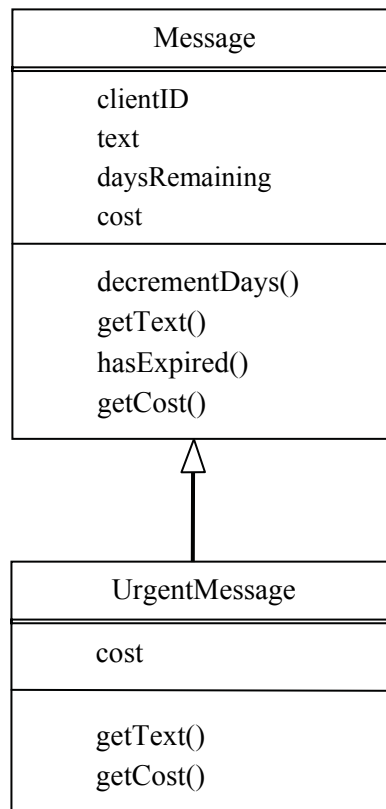 Message
clientID
text
daysRemaining
cost
decrementDays()
getText()
hasExpired()
getCost()
UrgentMessage
cost
getText()
getCost()